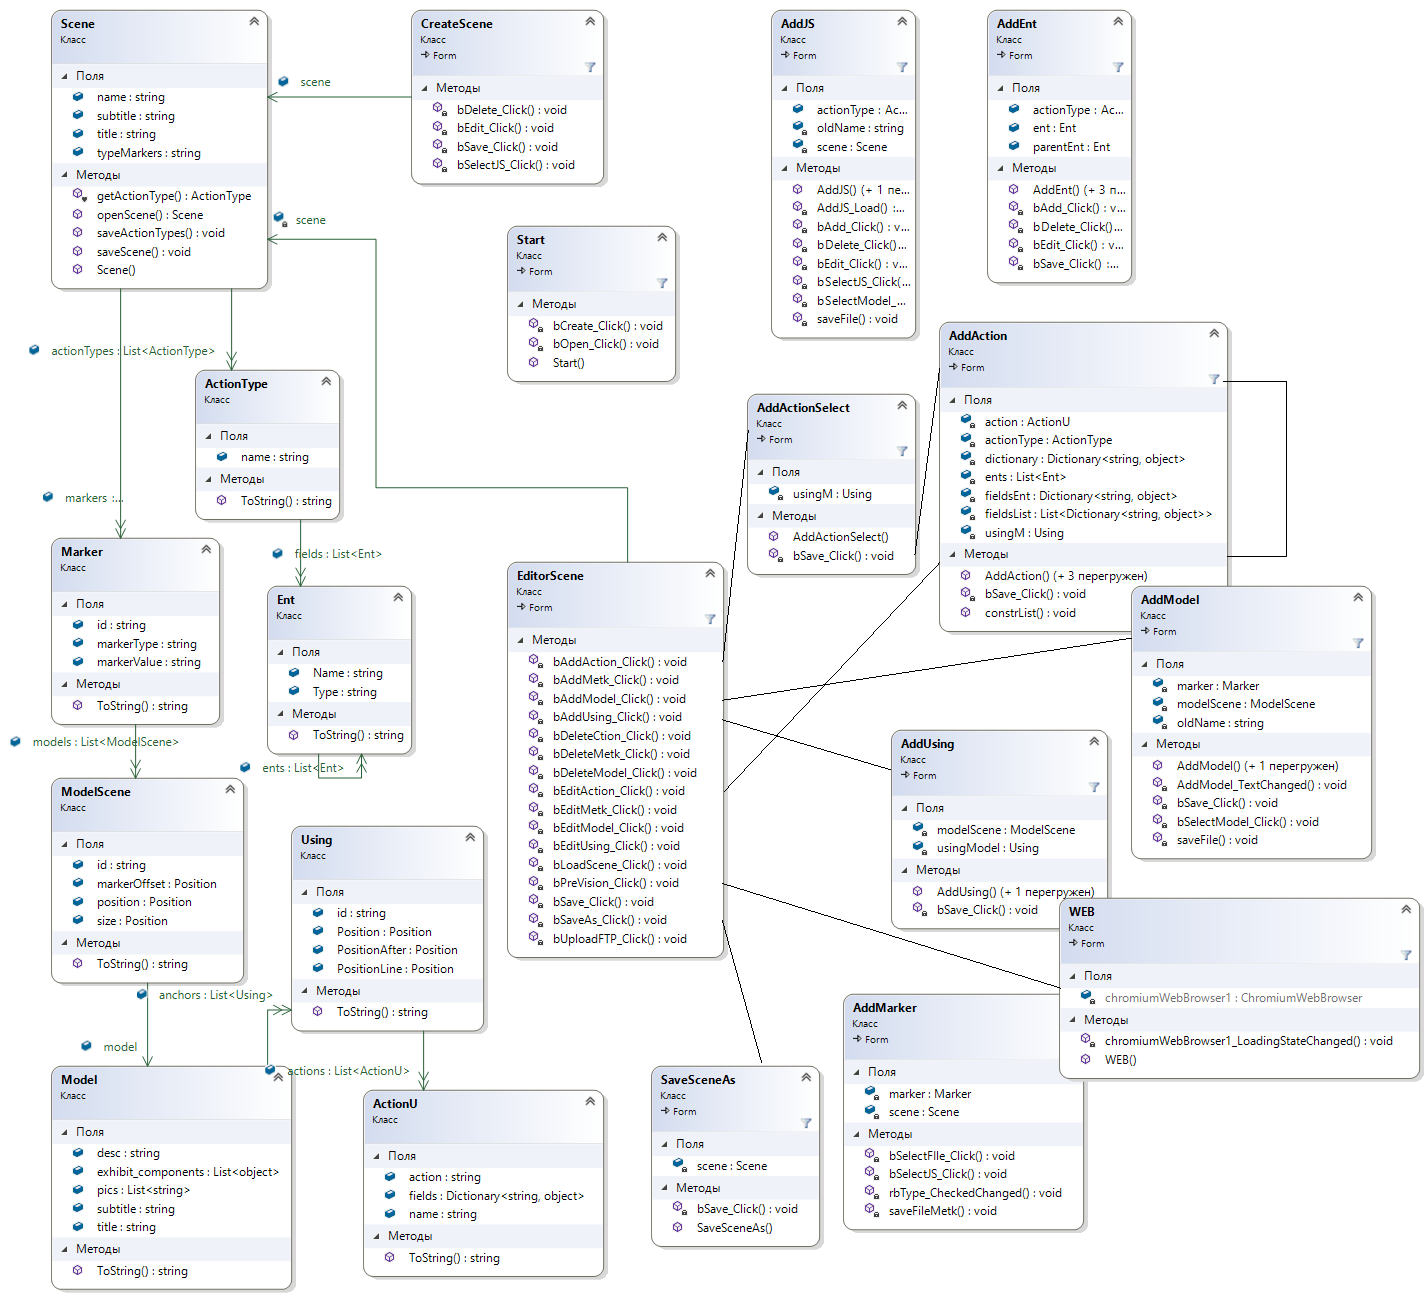 Scene
Класс
Поля
name : string
subtitle : string
title : string
typeMarkers : string
Методы
getActionType() : ActionType
openScene() : Scene
saveActionTypes() : void
saveScene() : void
Scene()
scene
scene
CreateScene
Класс
Form
Методы
bDelete_Click() : void
bEdit_Click() : void
bSave_Click() : void
bSelectJS_Click() : void
AddJS
Класс
Form
Поля
actionType : Ac...
oldName : string
scene : Scene
Методы
AddJS() (+ 1 пе...
AddJS_Load() :...
bAdd_Click() : v...
bDelete_Click()...
bEdit_Click() : v...
bSelectJS_Click(...
bSelectModel_...
saveFile() : void
AddEnt
Класс
Form
Поля
actionType : Ac...
ent : Ent
parentEnt : Ent
Методы
AddEnt() (+ 3 п...
bAdd_Click() : v...
bDelete_Click()...
bEdit_Click() : v...
bSave_Click() :...
Start
Класс
Form
Методы
bCreate_Click() : void
bOpen_Click() : void
Start()
actionTypes : List<ActionType>
ActionType
Класс
Поля
name : string
Методы
ToString() : string
markers :...
fields : List<Ent>
AddActionSelect
Класс
Form
Поля
usingM : Using
Методы
AddActionSelect()
bSave_Click() : void
AddAction
Класс
Form
Поля
action : ActionU
actionType : ActionType
dictionary : Dictionary<string, object>
ents : List<Ent>
fieldsEnt : Dictionary<string, object>
fieldsList : List<Dictionary<string, object>>
usingM : Using
Методы
AddAction() (+ 3 перегружен)
bSave_Click() : void
constrList() : void
Marker
Класс
Поля
id : string
markerType : string
markerValue : string
Методы
ToString() : string
Ent
Класс
Поля
Name : string
Type : string
Методы
ToString() : string
ents : List<Ent>
models : List<ModelScene>
EditorScene
Класс
Form
Методы
bAddAction_Click() : void
bAddMetk_Click() : void
bAddModel_Click() : void
bAddUsing_Click() : void
bDeleteCtion_Click() : void
bDeleteMetk_Click() : void
bDeleteModel_Click() : void
bEditAction_Click() : void
bEditMetk_Click() : void
bEditModel_Click() : void
bEditUsing_Click() : void
bLoadScene_Click() : void
bPreVision_Click() : void
bSave_Click() : void
bSaveAs_Click() : void
bUploadFTP_Click() : void
AddModel
Класс
Form
Поля
marker : Marker
modelScene : ModelScene
oldName : string
Методы
AddModel() (+ 1 перегружен)
AddModel_TextChanged() : void
bSave_Click() : void
bSelectModel_Click() : void
saveFile() : void
AddUsing
Класс
Form
Поля
modelScene : ModelScene
usingModel : Using
Методы
AddUsing() (+ 1 перегружен)
bSave_Click() : void
ModelScene
Класс
Поля
id : string
markerOffset : Position
position : Position
size : Position
Методы
ToString() : string
Using
Класс
Поля
id : string
Position : Position
PositionAfter : Position
PositionLine : Position
Методы
ToString() : string
anchors : List<Using>
model
actions : List<ActionU>
WEB
Класс
Form
Поля
chromiumWebBrowser1 : ChromiumWebBrowser
Методы
chromiumWebBrowser1_LoadingStateChanged() : void
WEB()
AddMarker
Класс
Form
Поля
marker : Marker
scene : Scene
Методы
bSelectFIle_Click() : void
bSelectJS_Click() : void
rbType_CheckedChanged() : void
saveFileMetk() : void
Model
Класс
Поля
desc : string
exhibit_components : List<object>
pics : List<string>
subtitle : string
title : string
Методы
ToString() : string
ActionU
Класс
Поля
action : string
fields : Dictionary<string, object>
name : string
Методы
ToString() : string
SaveSceneAs
Класс
Form
Поля
scene : Scene
Методы
bSave_Click() : void
SaveSceneAs()